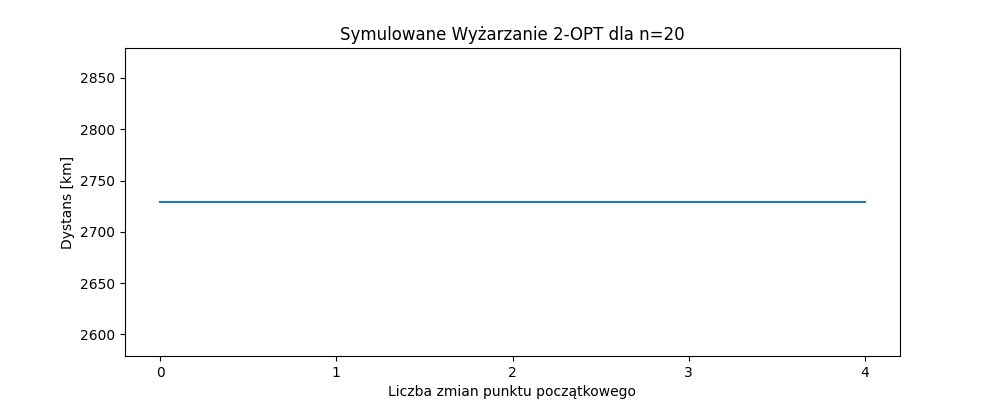 Symulowane Wyżarzanie 2-OPT dla n=20
2850
2800
2750
2700
2650
2600
Dystans [km]
0 1 2 3 4
Liczba zmian punktu początkowego